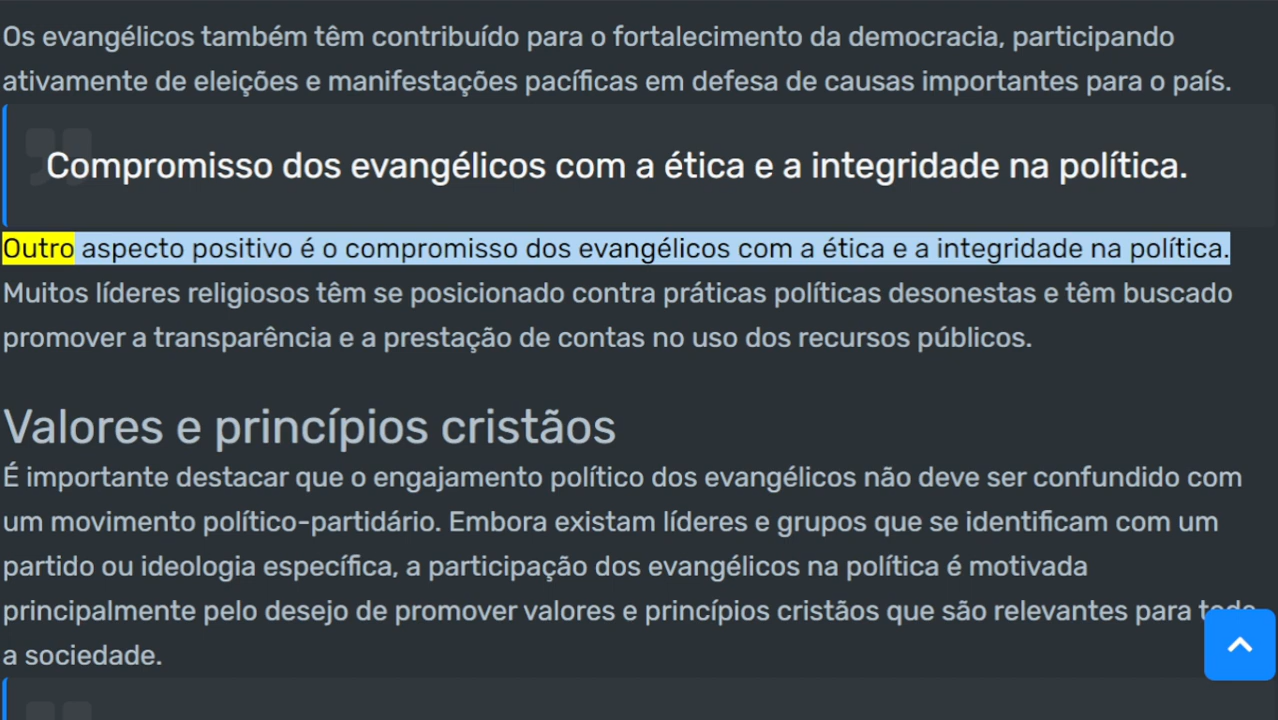 Os evangélicos também têm contribuído para o fortalecimento da democracia, participando
ativamente de eleições e manifestações pacíficas em defesa de causas importantes para o país.
Compromisso dos evangélicos com a ética e a integridade na política.
Outro aspecto positivo é o compromisso dos evangélicos com a ética e a integridade na política.
Muitos líderes religiosos têm se posicionado contra práticas políticas desonestas e têm buscado
promover a transparência e a prestação de contas no uso dos recursos públicos.
Valores e princípios cristãos
É importante destacar que o engajamento político dos evangélicos não deve ser confundido com
um movimento político-partidário. Embora existam líderes e grupos que se identificam com um
partido ou ideologia específica, a participação dos evangélicos na política é motivada
principalmente pelo desejo de promover valores e princípios cristãos que são relevantes para toda
a sociedade.